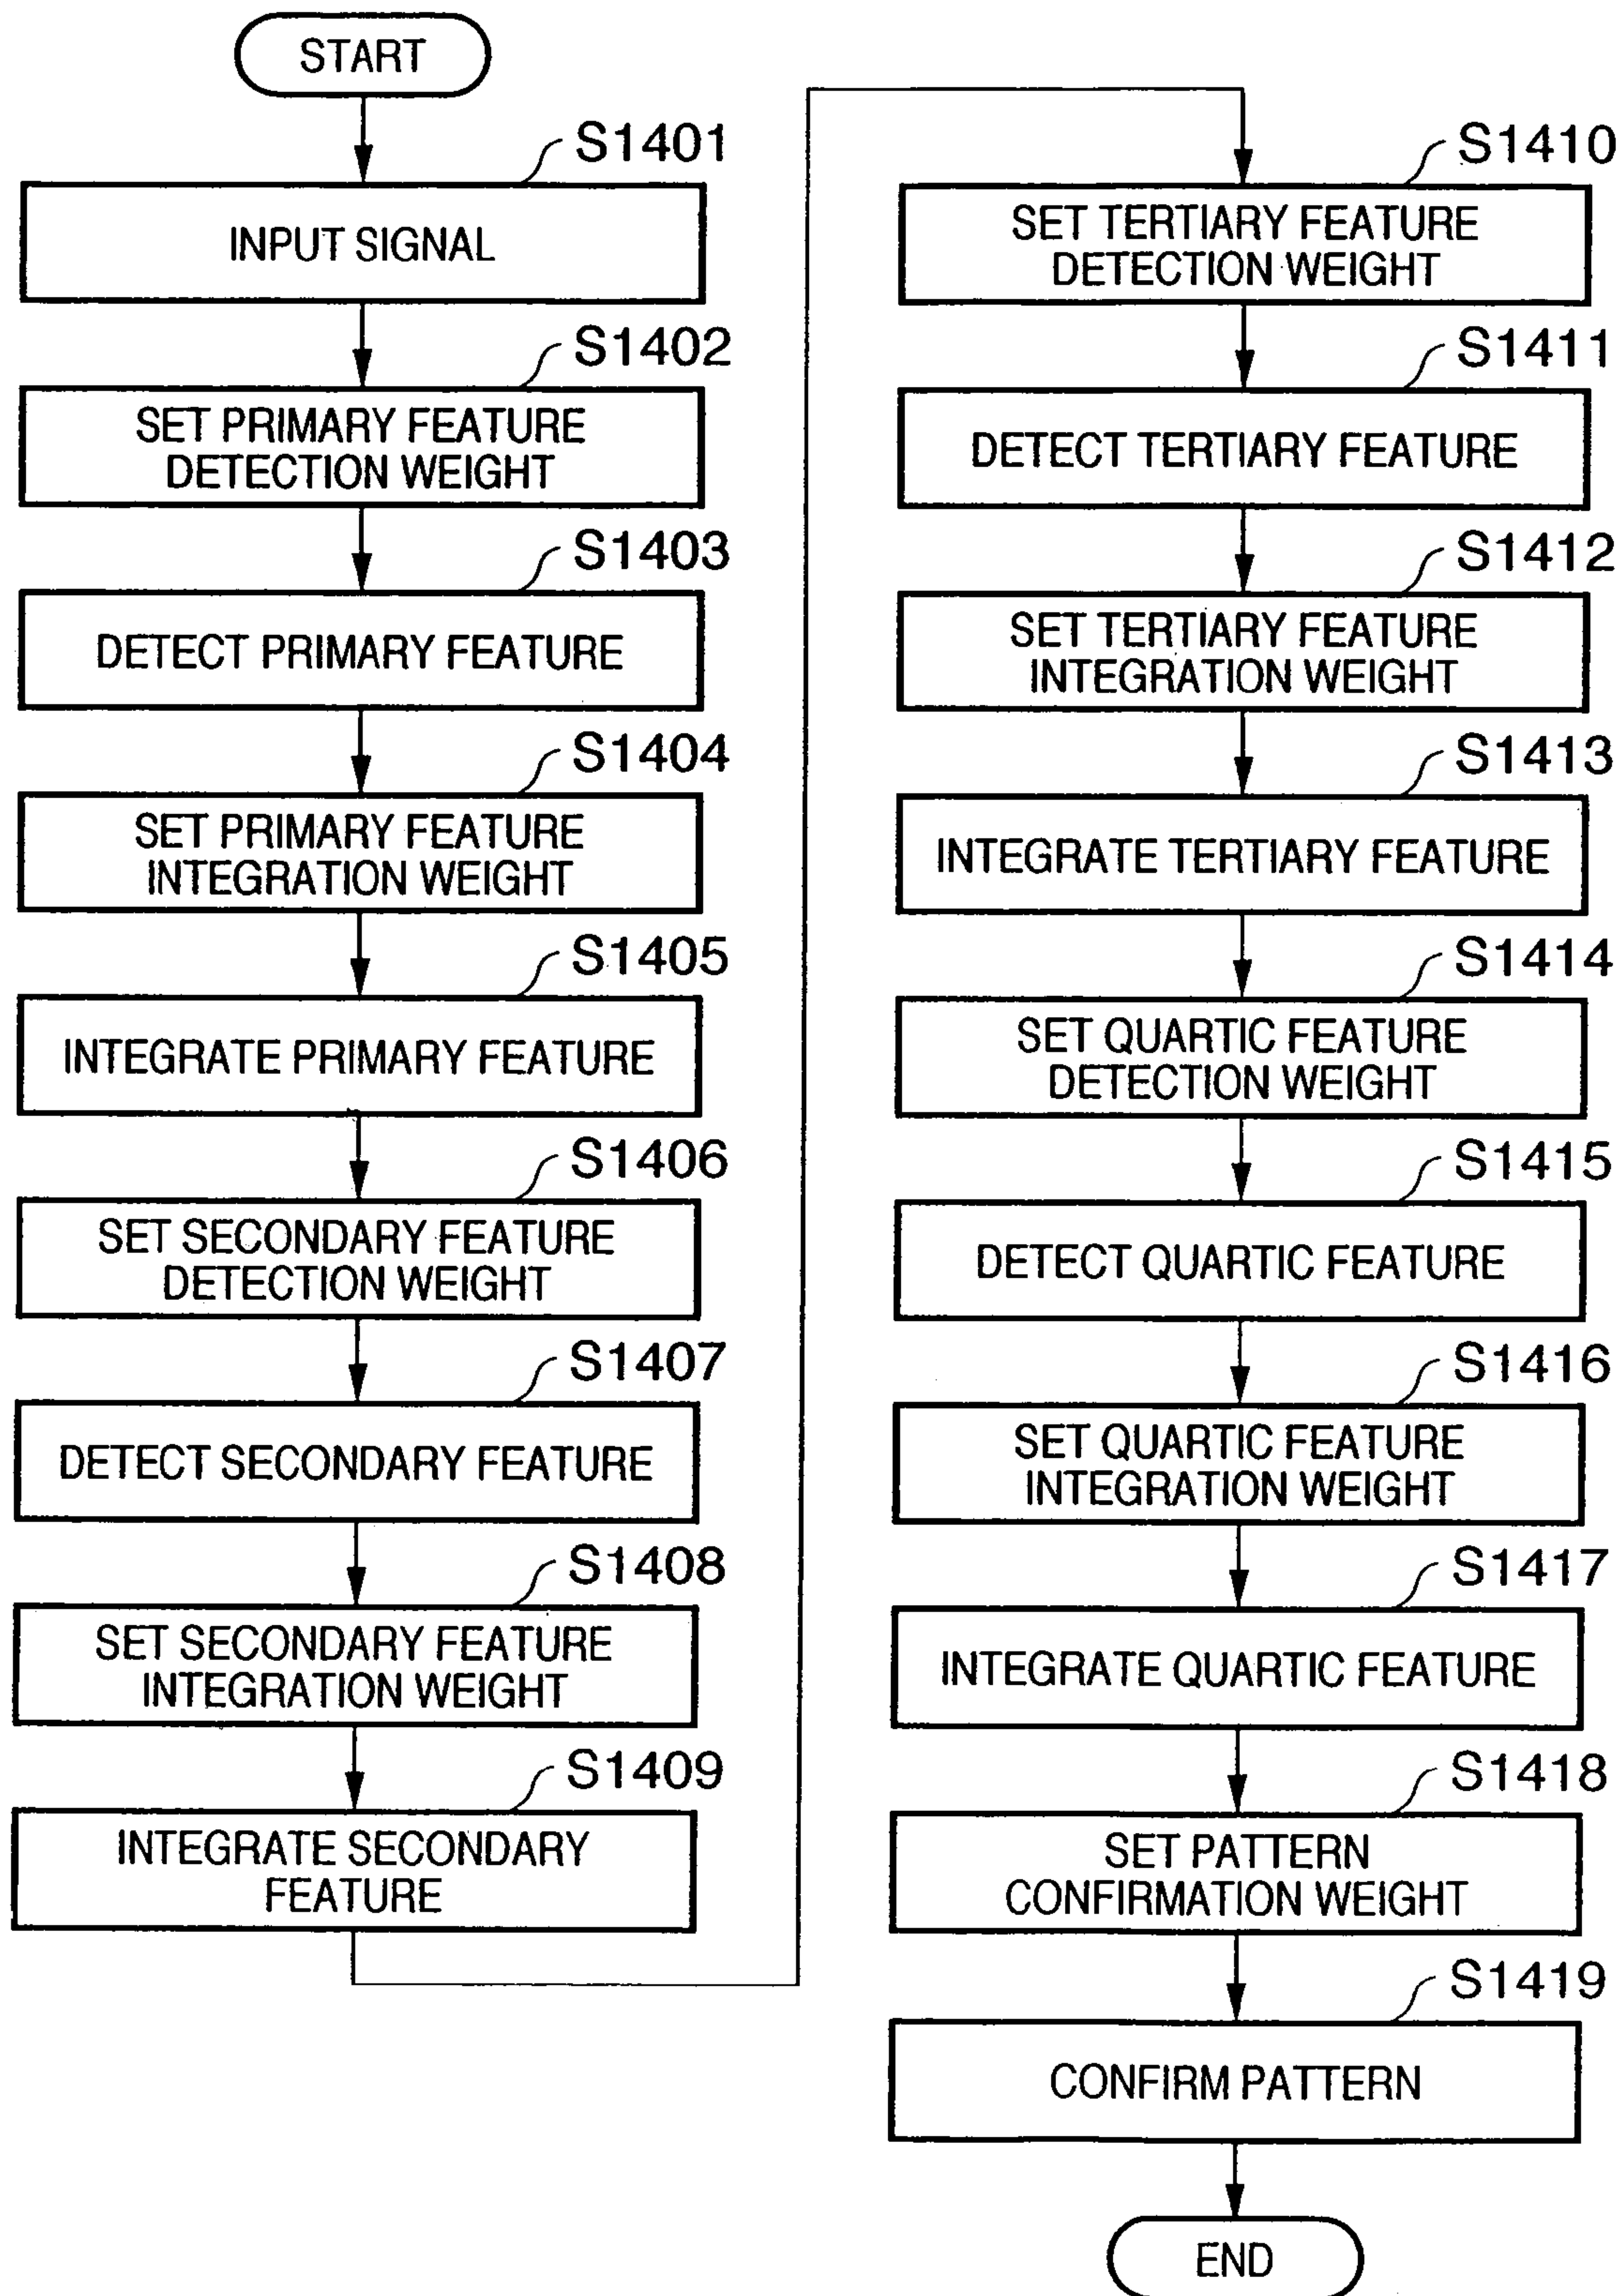 START
S1401
INPUT SIGNAL
S1402
SET PRIMARY FEATURE
DETECTION WEIGHT
S1403
DETECT PRIMARY FEATURE
S1404
SET PRIMARY FEATURE
INTEGRATION WEIGHT
S1405
INTEGRATE PRIMARY FEATURE
S1406
SET SECONDARY FEATURE
DETECTION WEIGHT
S1407
DETECT SECONDARY FEATURE
S1408
SET SECONDARY FEATURE
INTEGRATION WEIGHT
S1409
INTEGRATE SECONDARY
FEATURE
S1410
SET TERTIARY FEATURE
DETECTION WEIGHT
S1411
DETECT TERTIARY FEATURE
S1412
SET TERTIARY FEATURE
INTEGRATION WEIGHT
S1413
INTEGRATE TERTIARY FEATURE
S1414
SET QUARTIC FEATURE
DETECTION WEIGHT
S1415
DETECT QUARTIC FEATURE
S1416
SET QUARTIC FEATURE
INTEGRATION WEIGHT
S1417
INTEGRATE QUARTIC FEATURE
S1418
SET PATTERN
CONFIRMATION WEIGHT
S1419
CONFIRM PATTERN
END